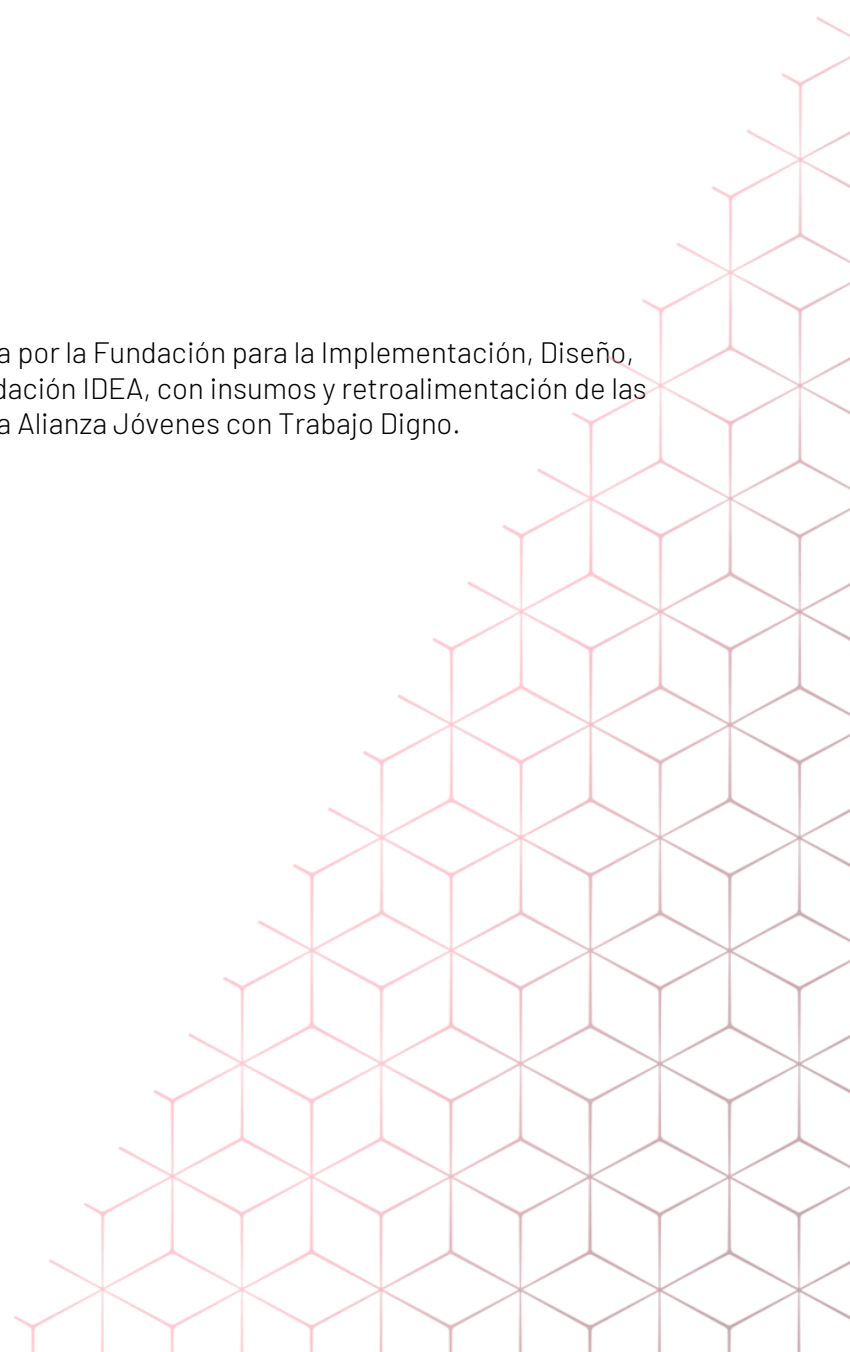 a por la Fundación para la Implementación, Diseño,
dación IDEA, con insumos y retroalimentación de las
a Alianza Jóvenes con Trabajo Digno.